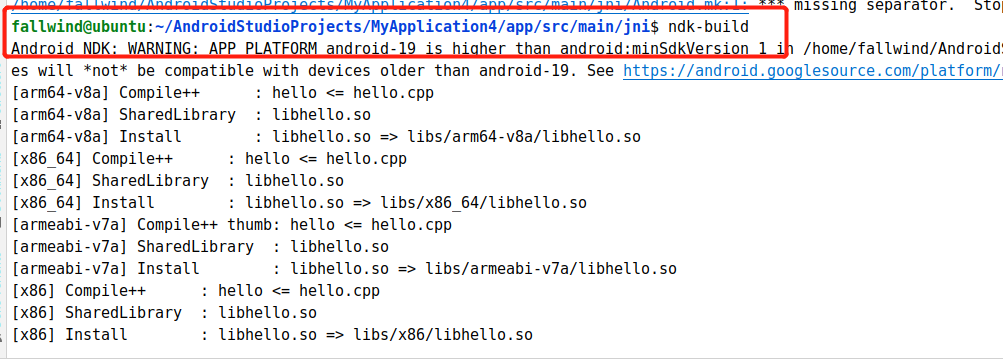 /home/fallwind/AndroidStudioProjects/MyApplication4/app/src/main/jni/Android.mk:1: *** missing separator.  Stop
fallwind@ubuntu:~/AndroidStudioProjects/MyApplication4/app/src/main/jni$ ndk-build
Android NDK: WARNING: APP_PLATFORM android-19 is higher than android:minSdkVersion 1 in /home/fallwind/AndroidS
es will *not* be compatible with devices older than android-19. See https://android.googlesource.com/platform/
[arm64-v8a] Compile++      : hello <= hello.cpp
[arm64-v8a] SharedLibrary  : libhello.so
[arm64-v8a] Install        : libhello.so => libs/arm64-v8a/libhello.so
[x86_64] Compile++      : hello <= hello.cpp
[x86_64] SharedLibrary  : libhello.so
[x86_64] Install        : libhello.so => libs/x86_64/libhello.so
[armeabi-v7a] Compile++ thumb: hello <= hello.cpp
[armeabi-v7a] SharedLibrary  : libhello.so
[armeabi-v7a] Install        : libhello.so => libs/armeabi-v7a/libhello.so
[x86] Compile++      : hello <= hello.cpp
[x86] SharedLibrary  : libhello.so
[x86] Install        : libhello.so => libs/x86/libhello.so